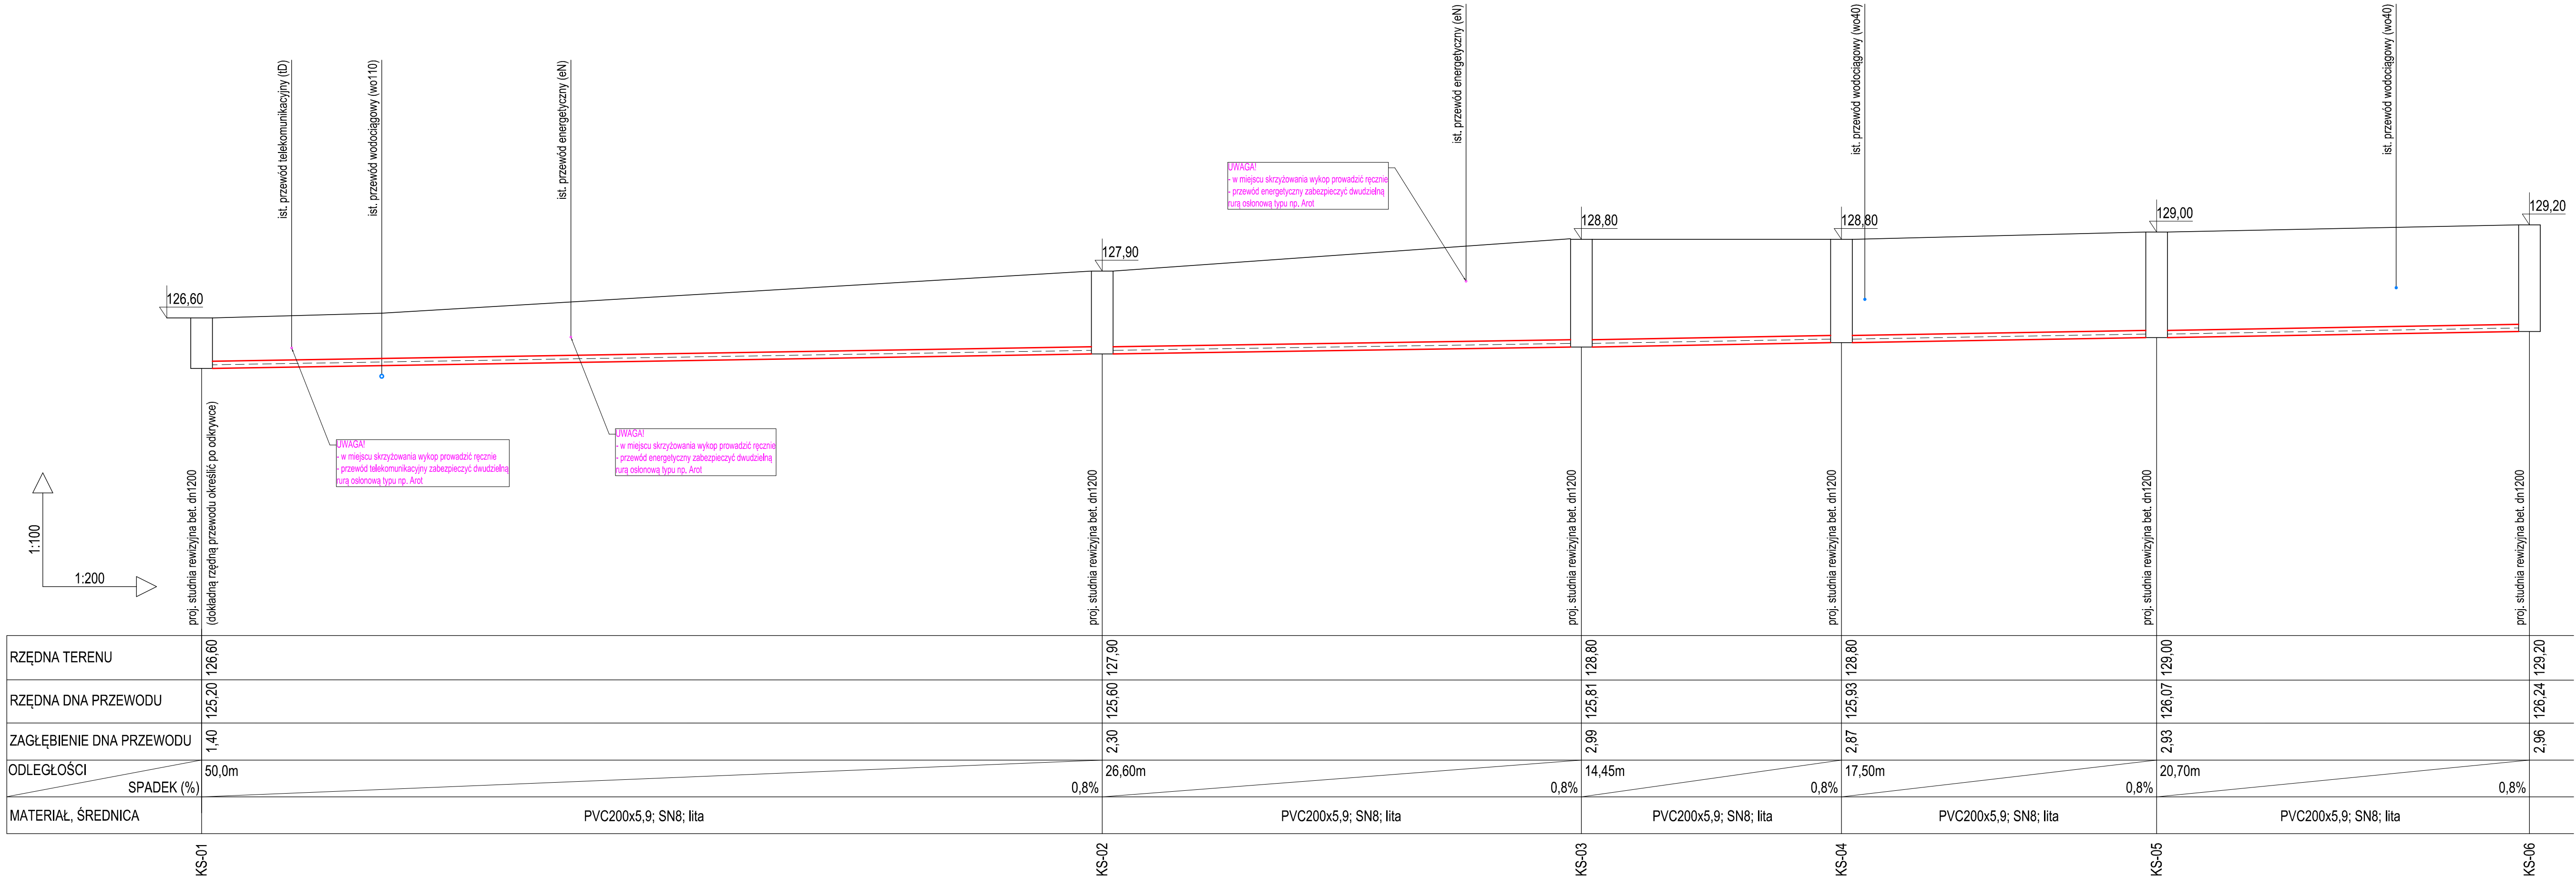 ist. przewód telekomunikacyjny (tD)
ist. przewód wodociągowy (wo110)
ist. przewód energetyczny (eN)
ist. przewód energetyczny (eN)
ist. przewód wodociągowy (wo40)
ist. przewód wodociągowy (wo40)
UWAGA!
- w miejscu skrzyżowania wykop prowadzić ręcznie
- przewód energetyczny zabezpieczyć dwudzielną
rurą osłonową typu np. Arot
126,60
127,90
128,80
128,80
129,00
129,20
UWAGA!
- w miejscu skrzyżowania wykop prowadzić ręcznie
- przewód telekomunikacyjny zabezpieczyć dwudzielną
rurą osłonową typu np. Arot
UWAGA!
- w miejscu skrzyżowania wykop prowadzić ręcznie
- przewód energetyczny zabezpieczyć dwudzielną
rurą osłonową typu np. Arot
1:100
1:200
proj. studnia rewizyjna bet. dn1200
(dokładną rzędną przewodu określić po odkrywce)
proj. studnia rewizyjna bet. dn1200
proj. studnia rewizyjna bet. dn1200
proj. studnia rewizyjna bet. dn1200
proj. studnia rewizyjna bet. dn1200
proj. studnia rewizyjna bet. dn1200
RZĘDNA TERENU 126,60 127,90 128,80 128,80 129,00 129,20
RZĘDNA DNA PRZEWODU 125,20 125,60 125,81 125,93 126,07 126,24
ZAGŁĘBIENIE DNA PRZEWODU 1,40 2,30 2,99 2,87 2,93 2,96
ODLEGŁOŚCI 50,0m 26,60m 14,45m 17,50m 20,70m
SPADEK (%) 0,8% 0,8% 0,8% 0,8% 0,8%
MATERIAŁ, ŚREDNICA PVC200x5,9; SN8; lita PVC200x5,9; SN8; lita PVC200x5,9; SN8; lita PVC200x5,9; SN8; lita PVC200x5,9; SN8; lita
KS-01 KS-02 KS-03 KS-04 KS-05 KS-06